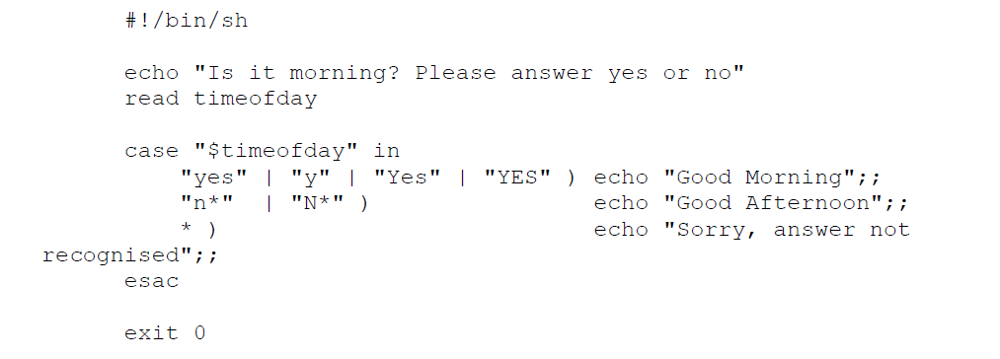 #!/bin/sh
echo "Is it morning? Please answer yes or no"
read timeofday
case "$timeofday" in
"yes" | "y" | "Yes" | "YES" ) echo "Good Morning";;
"n*" | "N*" ) echo "Good Afternoon";;
* ) echo "Sorry, answer not
recognised";;
esac
exit 0